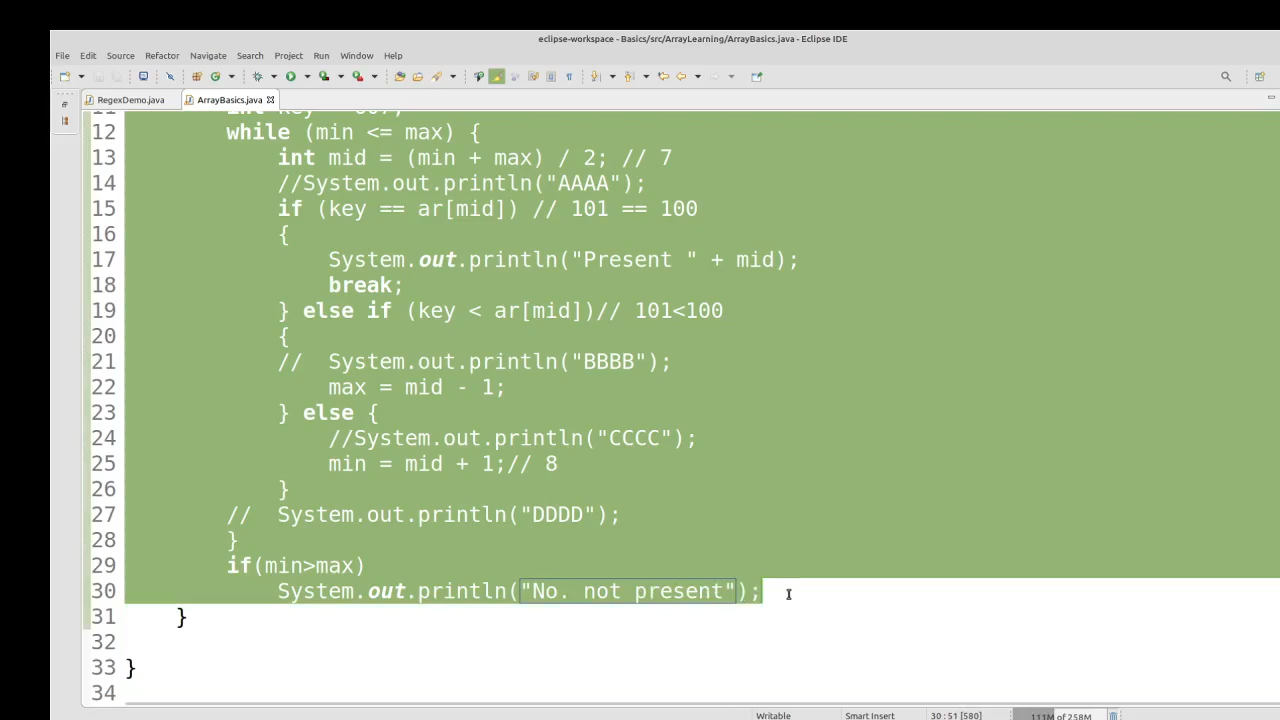 eclipse-workspace - Basics/src/ArrayLearning/ArrayBasics.java - Eclipse IDE
File Edit Source Refactor Navigate Search Project Run Window Help
RegexDemo.java ArrayBasics.java
12 while (min <= max) {
13 int mid = (min + max) / 2; // 7
14 //System.out.println("AAAA");
15 if (key == ar[mid]) // 101 == 100
16 {
17 System.out.println("Present " + mid);
18 break;
19 } else if (key < ar[mid])// 101<100
20 {
21 // System.out.println("BBBB");
22 max = mid - 1;
23 } else {
24 //System.out.println("CCCC");
25 min = mid + 1;// 8
26 }
27 // System.out.println("DDDD");
28 }
29 if(min>max)
30 System.out.println("No. not present");
31 }
32
33 }
34
Writable Smart Insert 30 : 51 [580] 111M of 258M